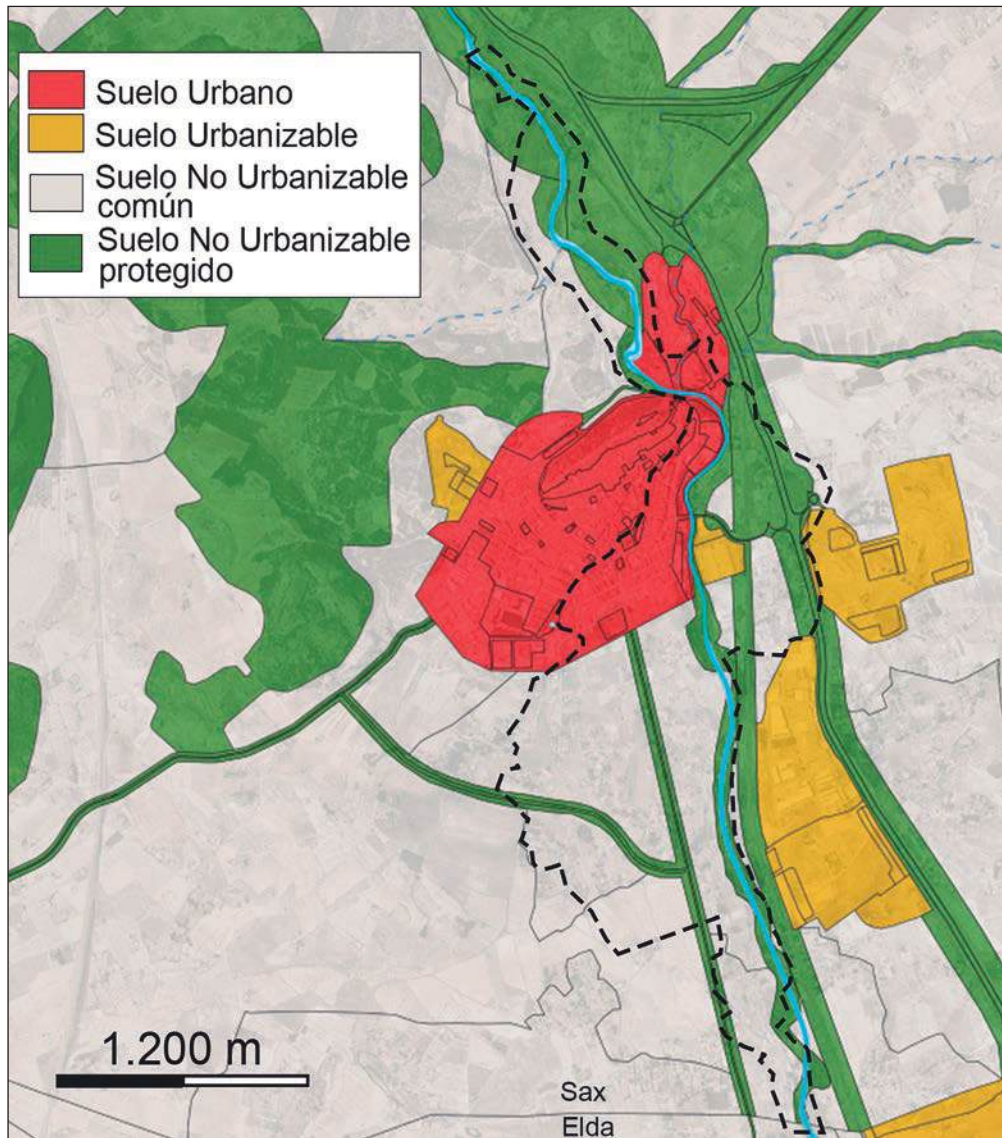 Suelo Urbano
Suelo Urbanizable
Suelo No Urbanizable
común
Suelo No Urbanizable
protegido
1.200 m
Sax
Elda